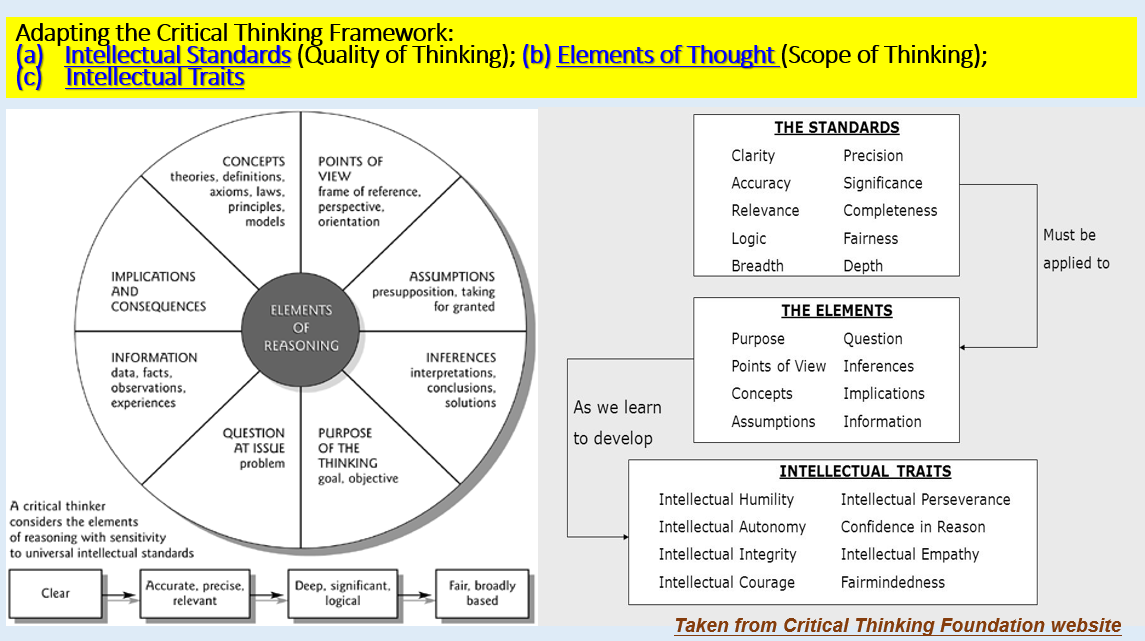 Adapting the Critical Thinking Framework:
(a) Intellectual Standards (Quality of Thinking); (b) Elements of Thought (Scope of Thinking);
(c) Intellectual Traits
CONCEPTS
theories, definitions,
axioms, laws,
principles,
models
POINTS OF
VIEW
frame of reference,
perspective,
orientation
ASSUMPTIONS
presupposition, taking
for granted
INFERENCES
interpretations,
conclusions,
solutions
PURPOSE
OF THE
THINKING
goal, objective
QUESTION
AT ISSUE
problem
INFORMATION
data, facts,
observations,
experiences
IMPLICATIONS
AND
CONSEQUENCES
ELEMENTS
OF
REASONING
A critical thinker
considers the elements
of reasoning with sensitivity
to universal intellectual standards
Clear
Accurate, precise,
relevant
Deep, significant,
logical
Fair, broadly
based
THE STANDARDS
Clarity Precision
Accuracy Significance
Relevance Completeness
Logic Fairness
Breadth Depth
Must be
applied to
THE ELEMENTS
Purpose Question
Points of View Inferences
Concepts Implications
Assumptions Information
As we learn
to develop
INTELLECTUAL TRAITS
Intellectual Humility Intellectual Perseverance
Intellectual Autonomy Confidence in Reason
Intellectual Integrity Intellectual Empathy
Intellectual Courage Fairmindedness
Taken from Critical Thinking Foundation website